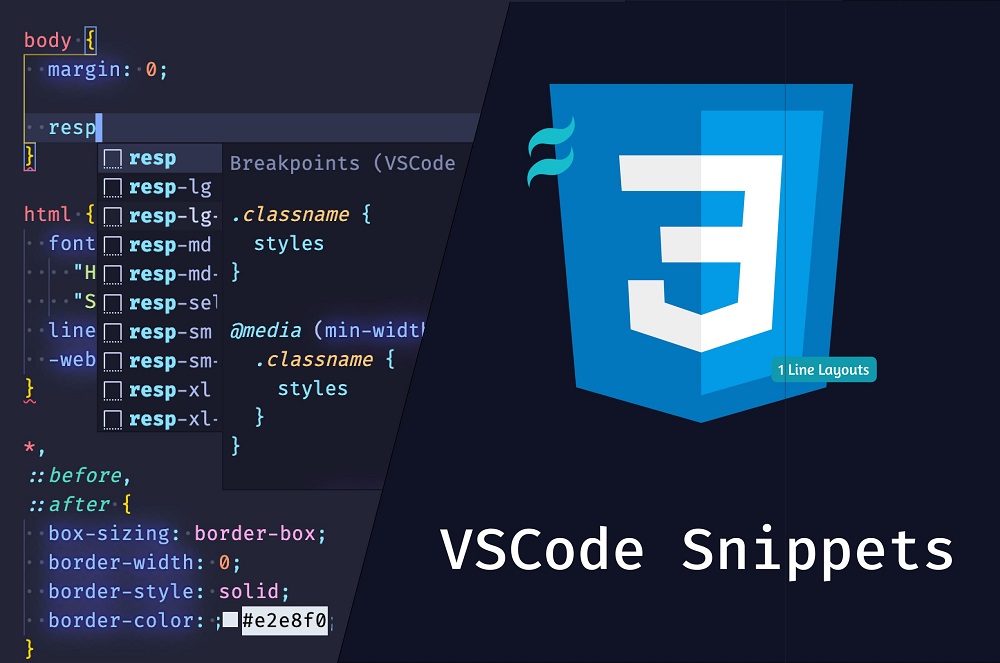 body {
margin: 0;
resp
}
html {
font
"H
"S
line
-web
}
*,
::before,
::after {
box-sizing: border-box;
border-width: 0;
border-style: solid;
border-color: ; #e2e8f0;
}
resp
resp-lg
resp-lg-
resp-md
resp-md-
resp-sel
resp-sm
resp-sm-
resp-xl
resp-xl-
Breakpoints (VSCode
.classname {
styles
}
@media (min-width
.classname {
styles
}
}
3
1 Line Layouts
VSCode Snippets